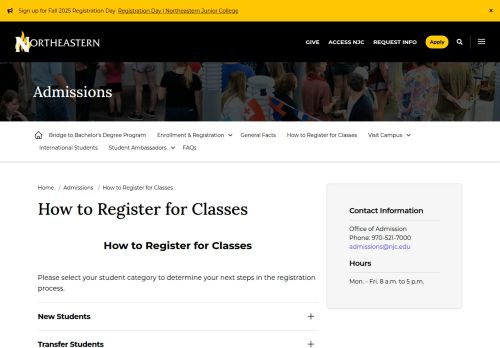 Sign up for Fall 2025 Registration Day Registration Day | Northeastern Junior College
NORTHEASTERN
GIVE ACCESS NJC REQUEST INFO Apply
Admissions
Bridge to Bachelor's Degree Program Enrollment & Registration General Facts How to Register for Classes Visit Campus
International Students Student Ambassadors FAQs
Home / Admissions / How to Register for Classes
How to Register for Classes
How to Register for Classes
Please select your student category to determine your next steps in the registration
process.
New Students
Transfer Students
Contact Information
Office of Admission
Phone: 970-521-7000
admissions@njc.edu
Hours
Mon. - Fri. 8 a.m. to 5 p.m.